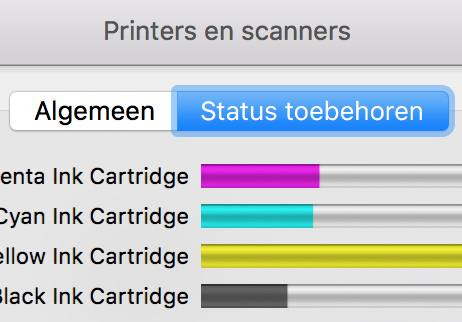 Printers en scanners
Algemeen
Status toebehoren
enta Ink Cartridge
Cyan Ink Cartridge
ellow Ink Cartridge
Black Ink Cartridge